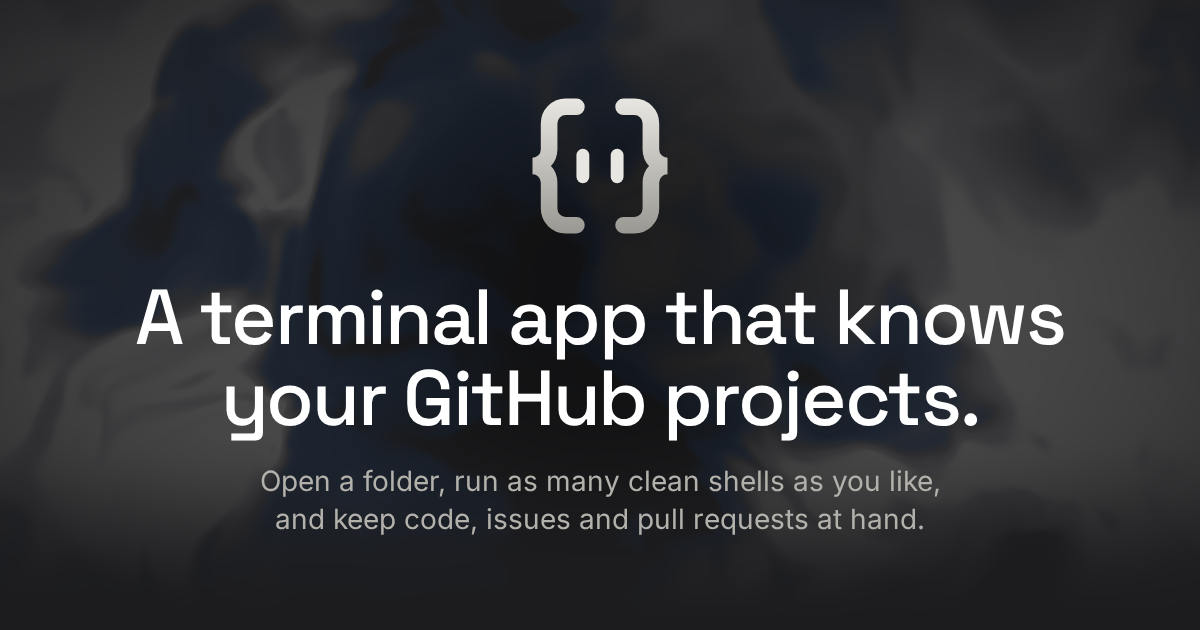 A terminal app that knows
your GitHub projects.
Open a folder, run as many clean shells as you like,
and keep code, issues and pull requests at hand.